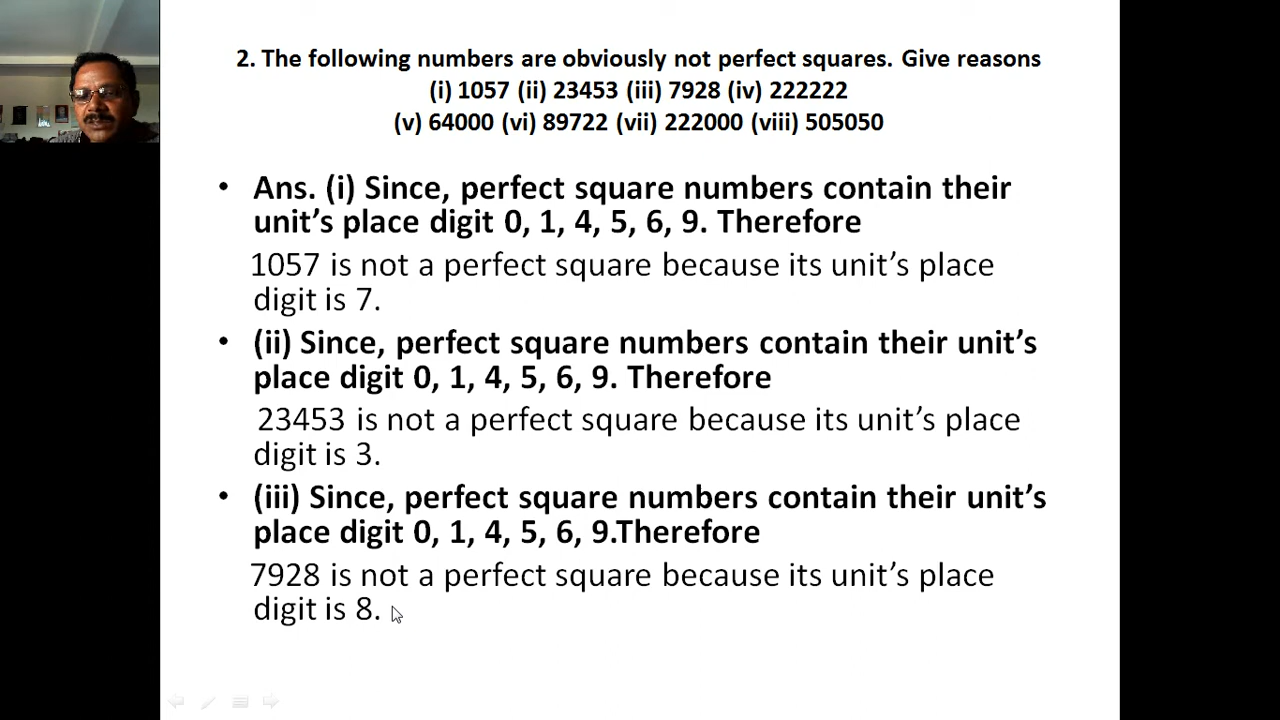 2. The following numbers are obviously not perfect squares. Give reasons
(i) 1057 (ii) 23453 (iii) 7928 (iv) 222222
(v) 64000 (vi) 89722 (vii) 222000 (viii) 505050
• Ans. (i) Since, perfect square numbers contain their
unit’s place digit 0, 1, 4, 5, 6, 9. Therefore
1057 is not a perfect square because its unit’s place
digit is 7.
• (ii) Since, perfect square numbers contain their unit’s
place digit 0, 1, 4, 5, 6, 9. Therefore
23453 is not a perfect square because its unit’s place
digit is 3.
• (iii) Since, perfect square numbers contain their unit’s
place digit 0, 1, 4, 5, 6, 9.Therefore
7928 is not a perfect square because its unit’s place
digit is 8.